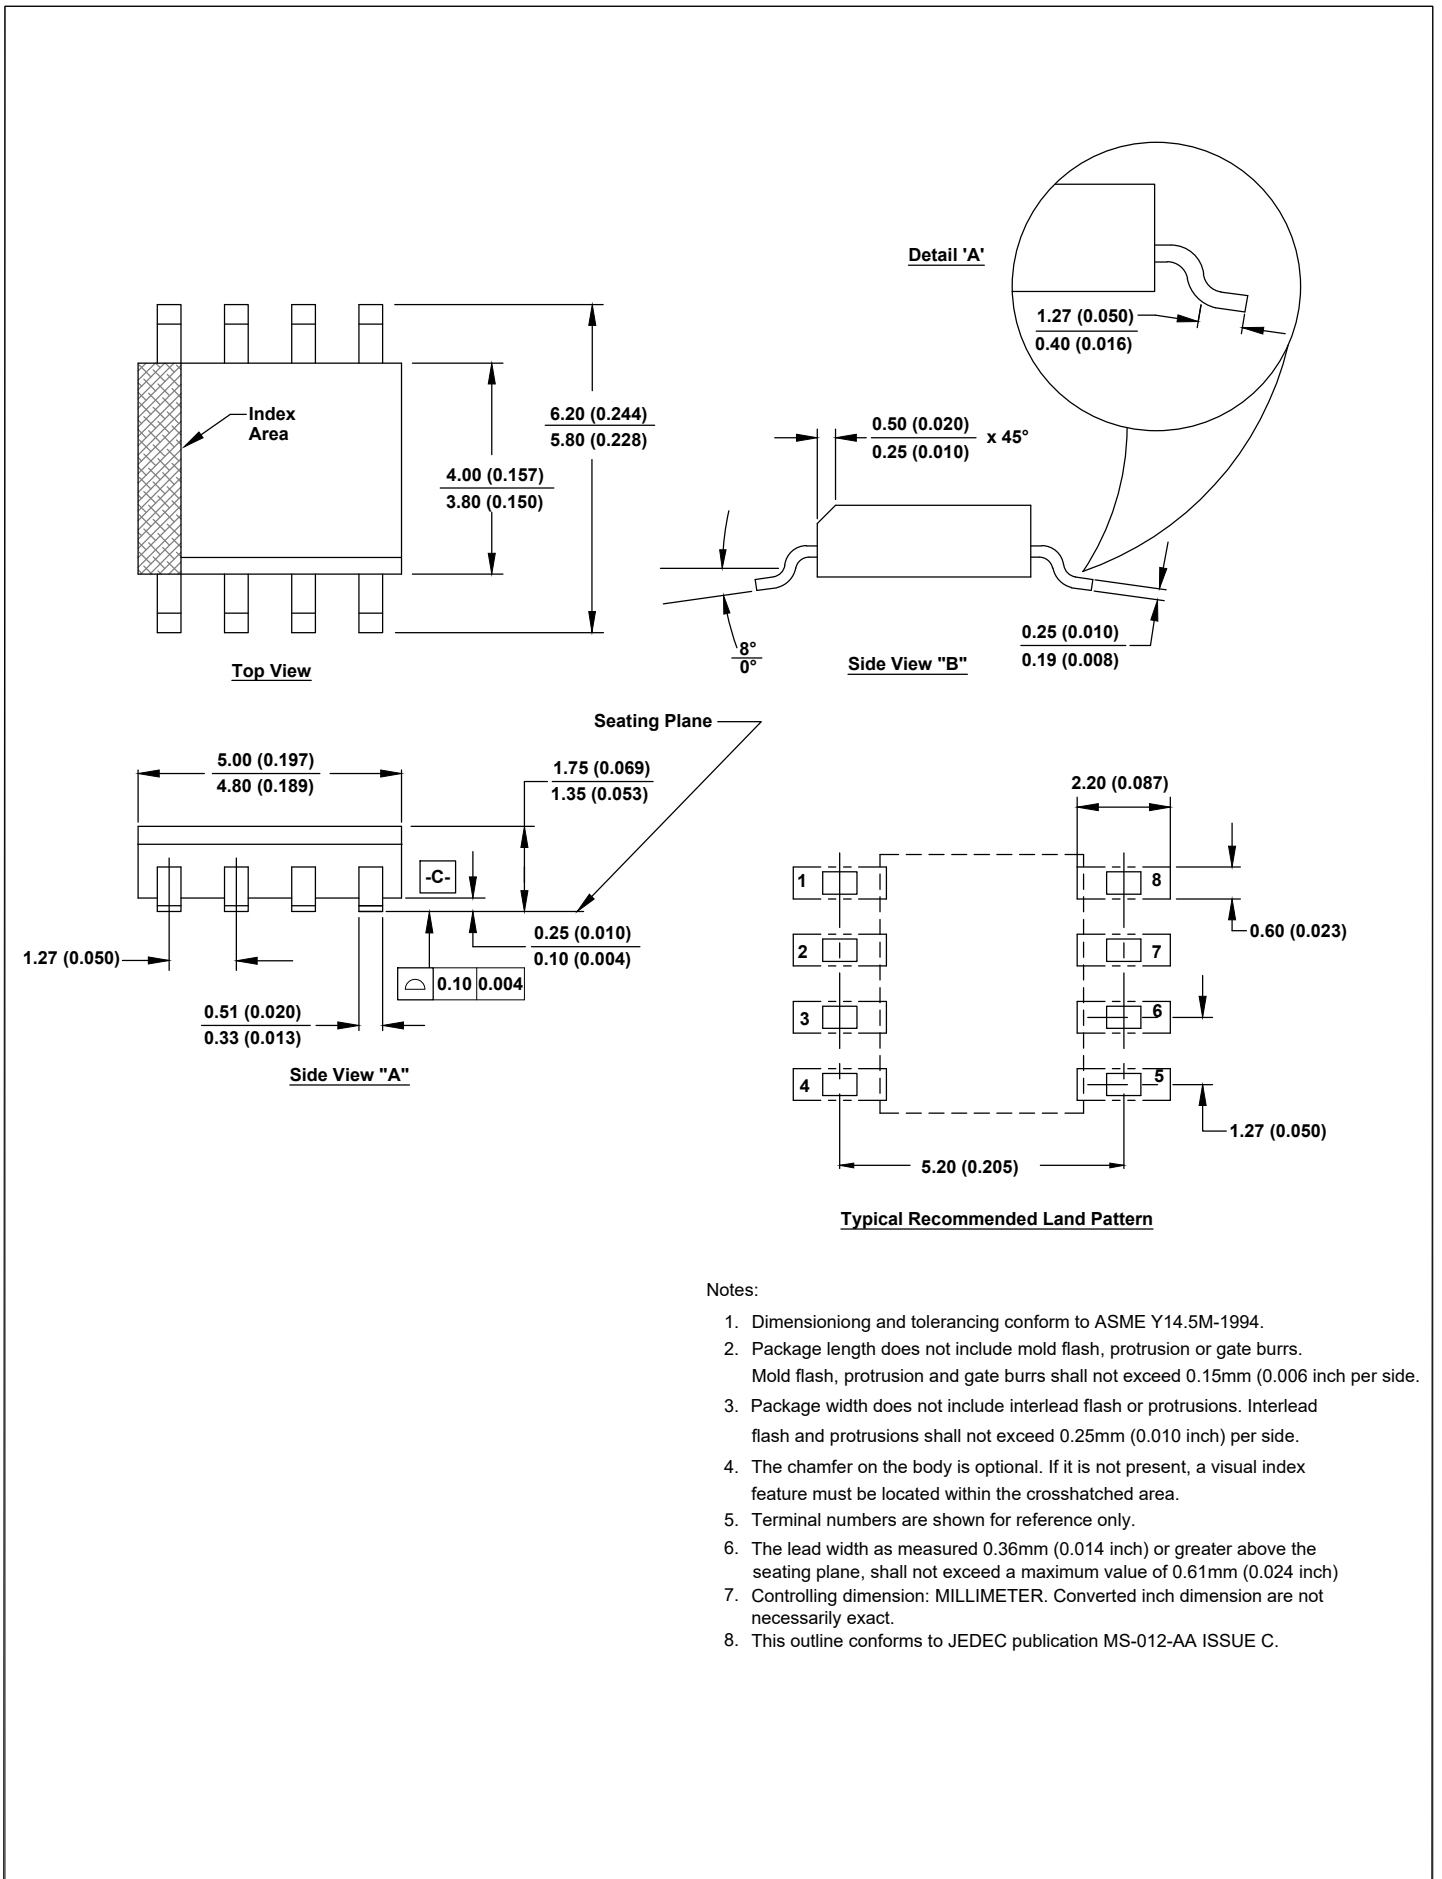 Detail 'A'
1.27 (0.050)
0.40 (0.016)
Index
Area
6.20 (0.244)
5.80 (0.228)
4.00 (0.157)
3.80 (0.150)
0.50 (0.020)
0.25 (0.010)
x 45°
8°
0°
0.25 (0.010)
0.19 (0.008)
Top View
Side View "B"
Seating Plane
5.00 (0.197)
4.80 (0.189)
1.75 (0.069)
1.35 (0.053)
-C-
1.27 (0.050)
0.25 (0.010)
0.10 (0.004)
0.10 0.004
0.51 (0.020)
0.33 (0.013)
Side View "A"
2.20 (0.087)
1 8
0.60 (0.023)
2 7
3 6
4 5
1.27 (0.050)
5.20 (0.205)
Typical Recommended Land Pattern
Notes:
1. Dimensioniong and tolerancing conform to ASME Y14.5M-1994.
2. Package length does not include mold flash, protrusion or gate burrs.
Mold flash, protrusion and gate burrs shall not exceed 0.15mm (0.006 inch per side.
3. Package width does not include interlead flash or protrusions. Interlead
flash and protrusions shall not exceed 0.25mm (0.010 inch) per side.
4. The chamfer on the body is optional. If it is not present, a visual index
feature must be located within the crosshatched area.
5. Terminal numbers are shown for reference only.
6. The lead width as measured 0.36mm (0.014 inch) or greater above the
seating plane, shall not exceed a maximum value of 0.61mm (0.024 inch)
7. Controlling dimension: MILLIMETER. Converted inch dimension are not
necessarily exact.
8. This outline conforms to JEDEC publication MS-012-AA ISSUE C.